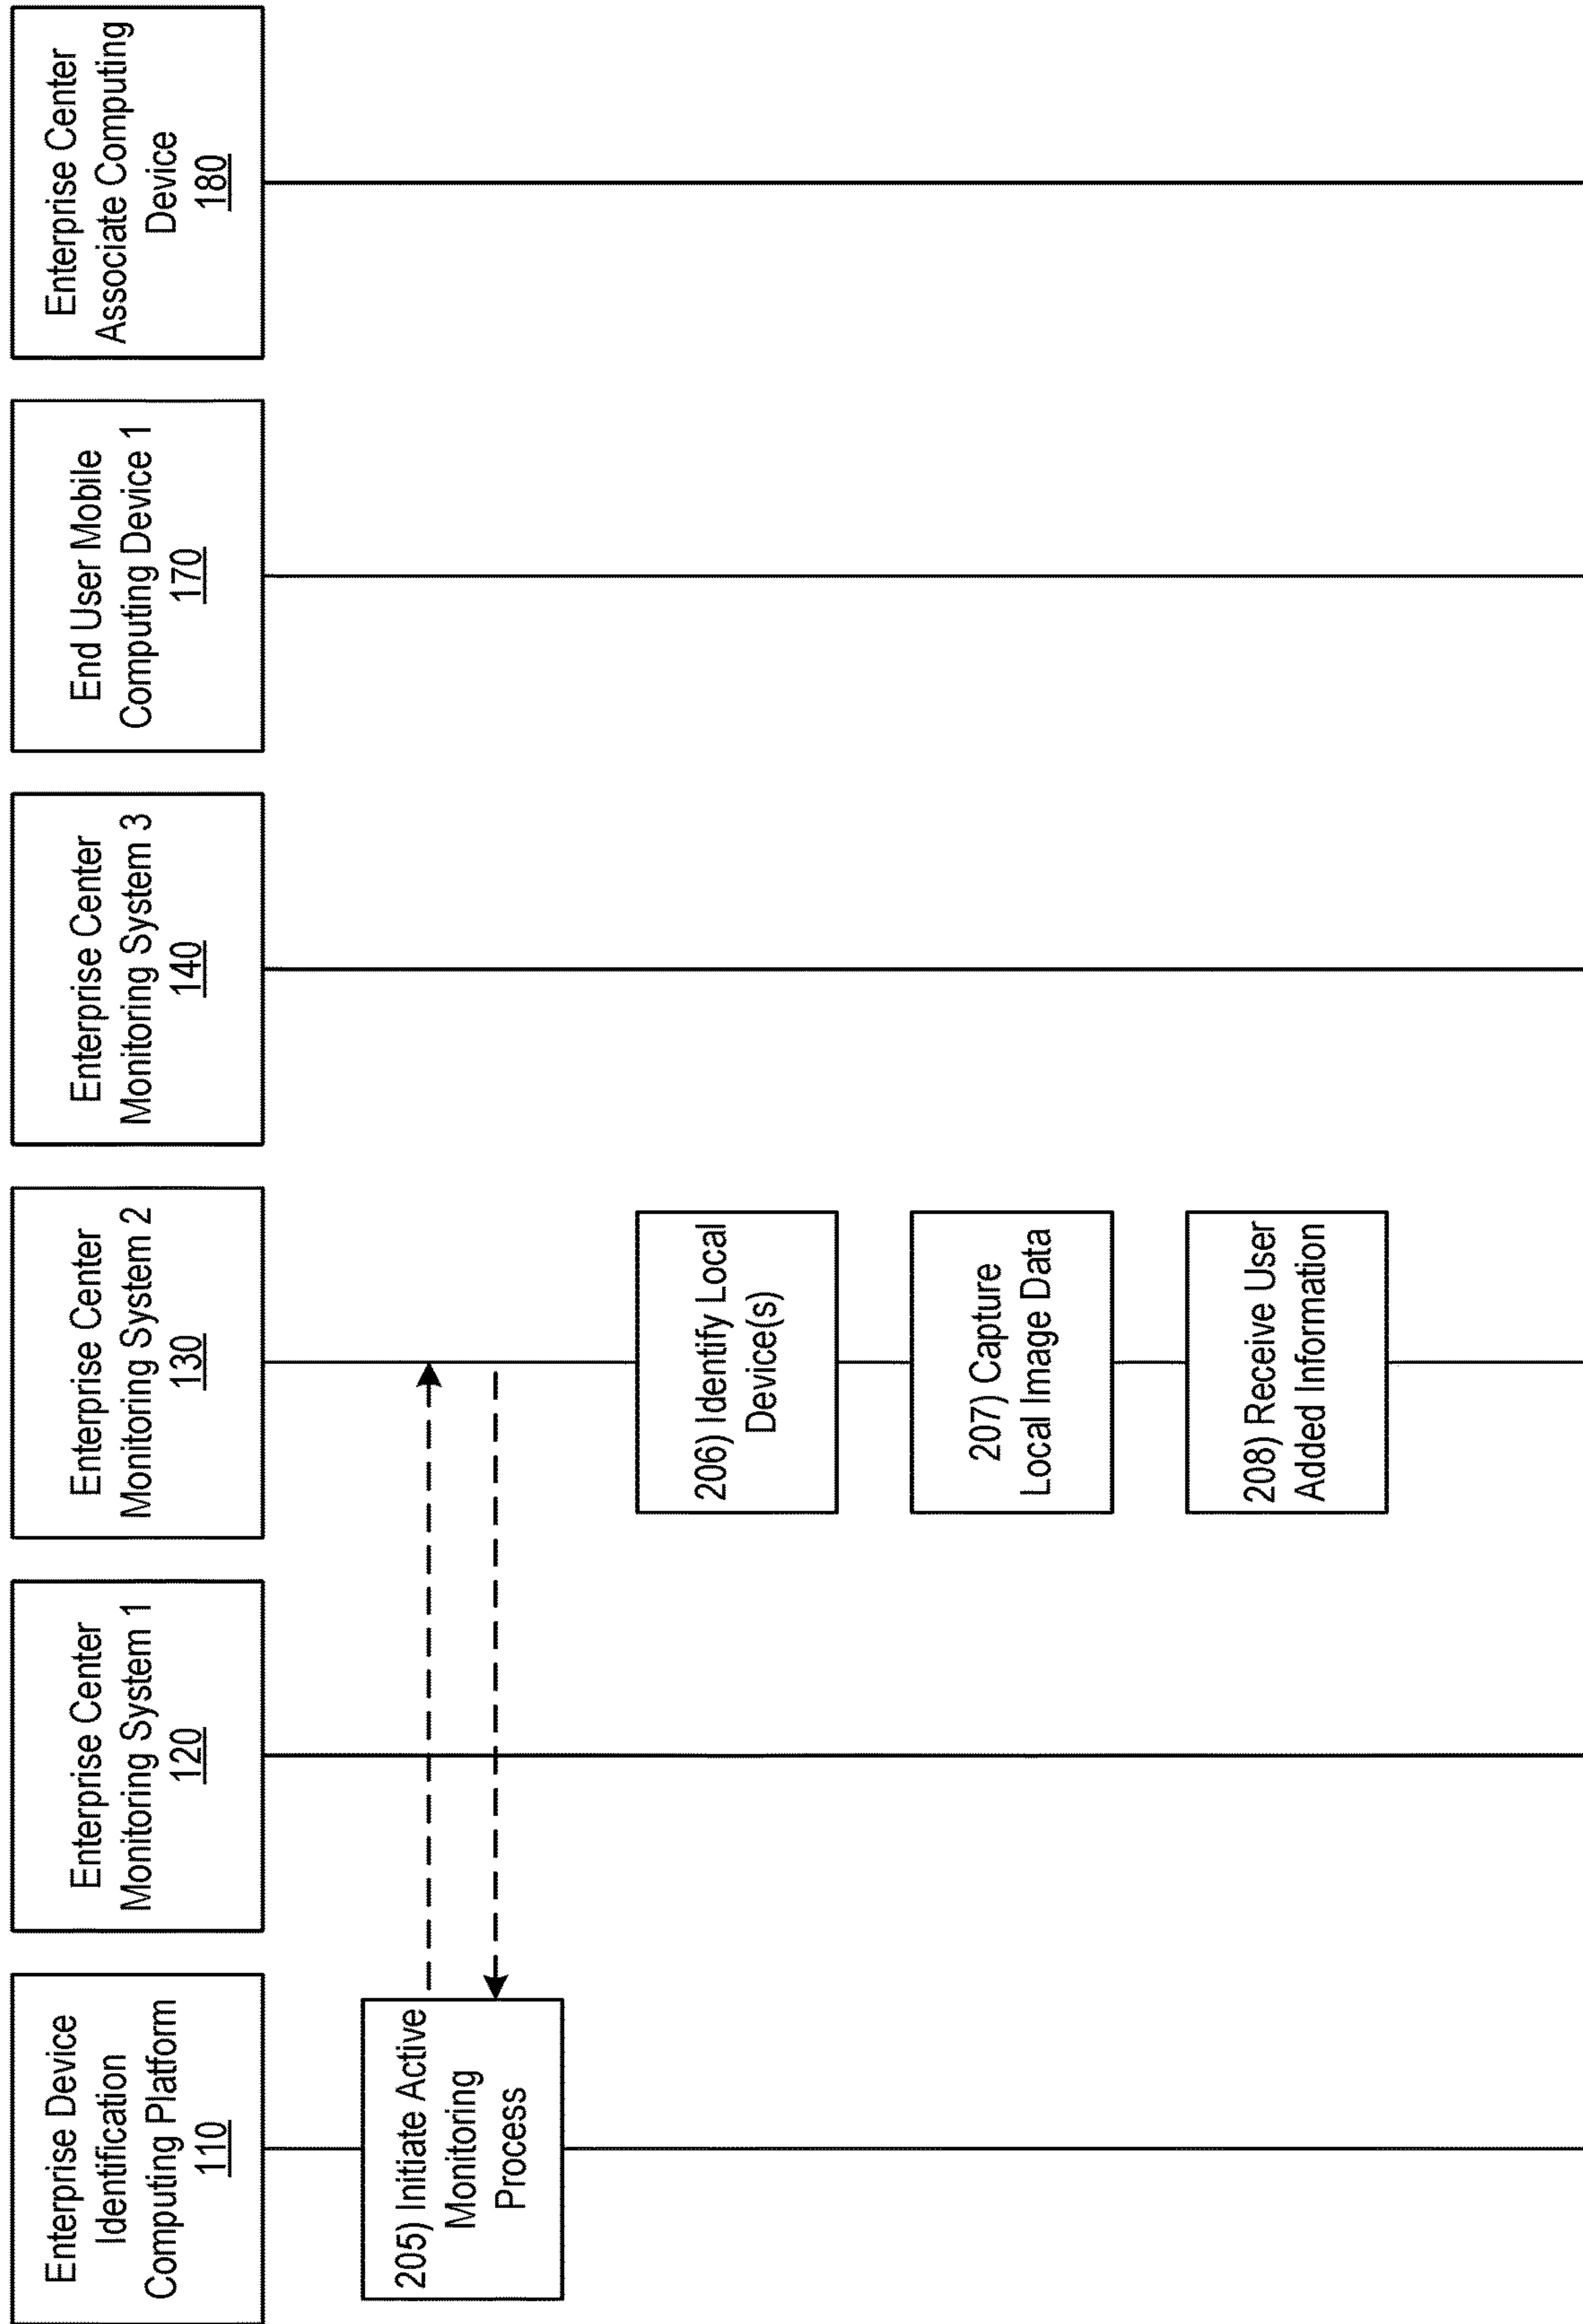 Enterprise Device
Identification
Computing Platform
110
Enterprise Center
Monitoring System 1
120
Enterprise Center
Monitoring System 2
130
Enterprise Center
Monitoring System 3
140
End User Mobile
Computing Device 1
170
Enterprise Center
Associate Computing
Device
180
205) Initiate Active
Monitoring
Process
206) Identify Local
Device(s)
207) Capture
Local Image Data
208) Receive User
Added Information